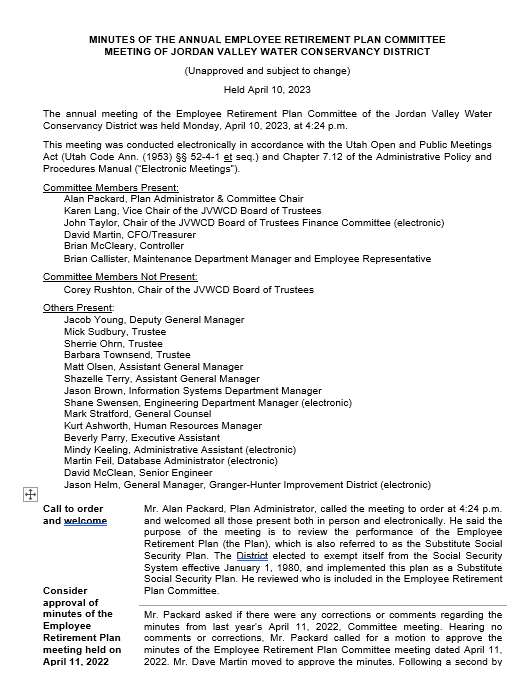 MINUTES OF THE ANNUAL EMPLOYEE RETIREMENT PLAN COMMITTEE
MEETING OF JORDAN VALLEY WATER CONSERVANCY DISTRICT
(Unapproved and subject to change)
Held April 10, 2023
The annual meeting of the Employee Retirement Plan Committee of the Jordan Valley Water
Conservancy District was held Monday, April 10, 2023, at 4:24 p.m.
This meeting was conducted electronically in accordance with the Utah Open and Public Meetings
Act (Utah Code Ann. (1953) §§ 52-4-1 et seq.) and Chapter 7.12 of the Administrative Policy and
Procedures Manual ("Electronic Meetings").
Committee Members Present:
Alan Packard, Plan Administrator & Committee Chair
Karen Lang, Vice Chair of the JVWCD Board of Trustees
John Taylor, Chair of the JVWCD Board of Trustees Finance Committee (electronic)
David Martin, CFO/Treasurer
Brian McCleary, Controller
Brian Callister, Maintenance Department Manager and Employee Representative
Committee Members Not Present:
Corey Rushton, Chair of the JVWCD Board of Trustees
Others Present:
Jacob Young, Deputy General Manager
Mick Sudbury, Trustee
Sherrie Ohrn, Trustee
Barbara Townsend, Trustee
Matt Olsen, Assistant General Manager
Shazelle Terry, Assistant General Manager
Jason Brown, Information Systems Department Manager
Shane Swensen, Engineering Department Manager (electronic)
Mark Stratford, General Counsel
Kurt Ashworth, Human Resources Manager
Beverly Parry, Executive Assistant
Mindy Keeling, Administrative Assistant (electronic)
Martin Feil, Database Administrator (electronic)
David McClean, Senior Engineer
Jason Helm, General Manager, Granger-Hunter Improvement District (electronic)
Call to order
and welcome
Mr. Alan Packard, Plan Administrator, called the meeting to order at 4:24 p.m.
and welcomed all those present both in person and electronically. He said the
purpose of the meeting is to review the performance of the Employee
Retirement Plan (the Plan), which is also referred to as the Substitute Social
Security Plan. The District elected to exempt itself from the Social Security
System effective January 1, 1980, and implemented this plan as a Substitute
Social Security Plan. He reviewed who is included in the Employee Retirement
Plan Committee.
Consider
approval of
minutes of the
Employee
Retirement Plan
meeting held on
April 11, 2022
Mr. Packard asked if there were any corrections or comments regarding the
minutes from last year's April 11, 2022, Committee meeting. Hearing no
comments or corrections, Mr. Packard called for a motion to approve the
minutes of the Employee Retirement Plan Committee meeting dated April 11,
2022. Mr. Dave Martin moved to approve the minutes. Following a second by